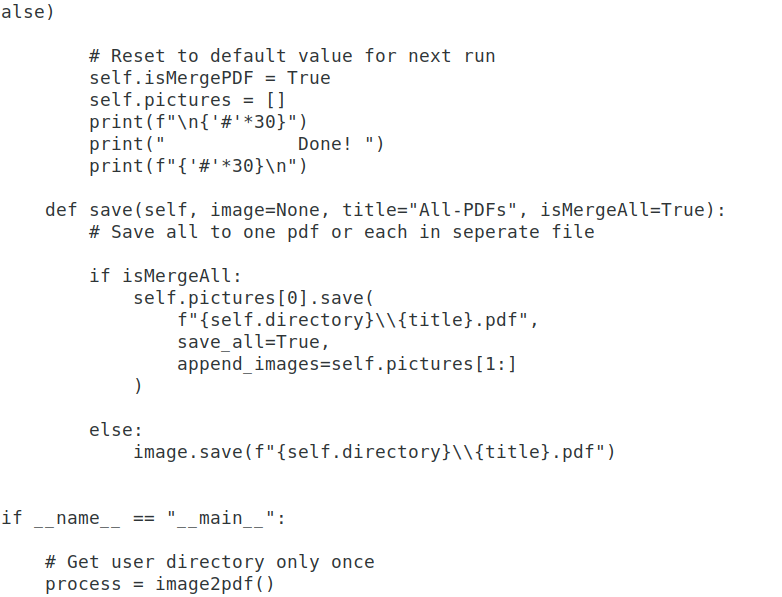 alse)
        # Reset to default value for next run
        self.isMergePDF = True
        self.pictures = []
        print(f"\n{'#'*30}")
        print("            Done! ")
        print(f"{'#'*30}\n")
    def save(self, image=None, title="All-PDFs", isMergeAll=True):
        # Save all to one pdf or each in seperate file
        if isMergeAll:
            self.pictures[0].save(
                f"{self.directory}\\{title}.pdf",
                save_all=True,
                append_images=self.pictures[1:]
            )
        else:
            image.save(f"{self.directory}\\{title}.pdf")
if __name__ == "__main__":
    # Get user directory only once
    process = image2pdf()